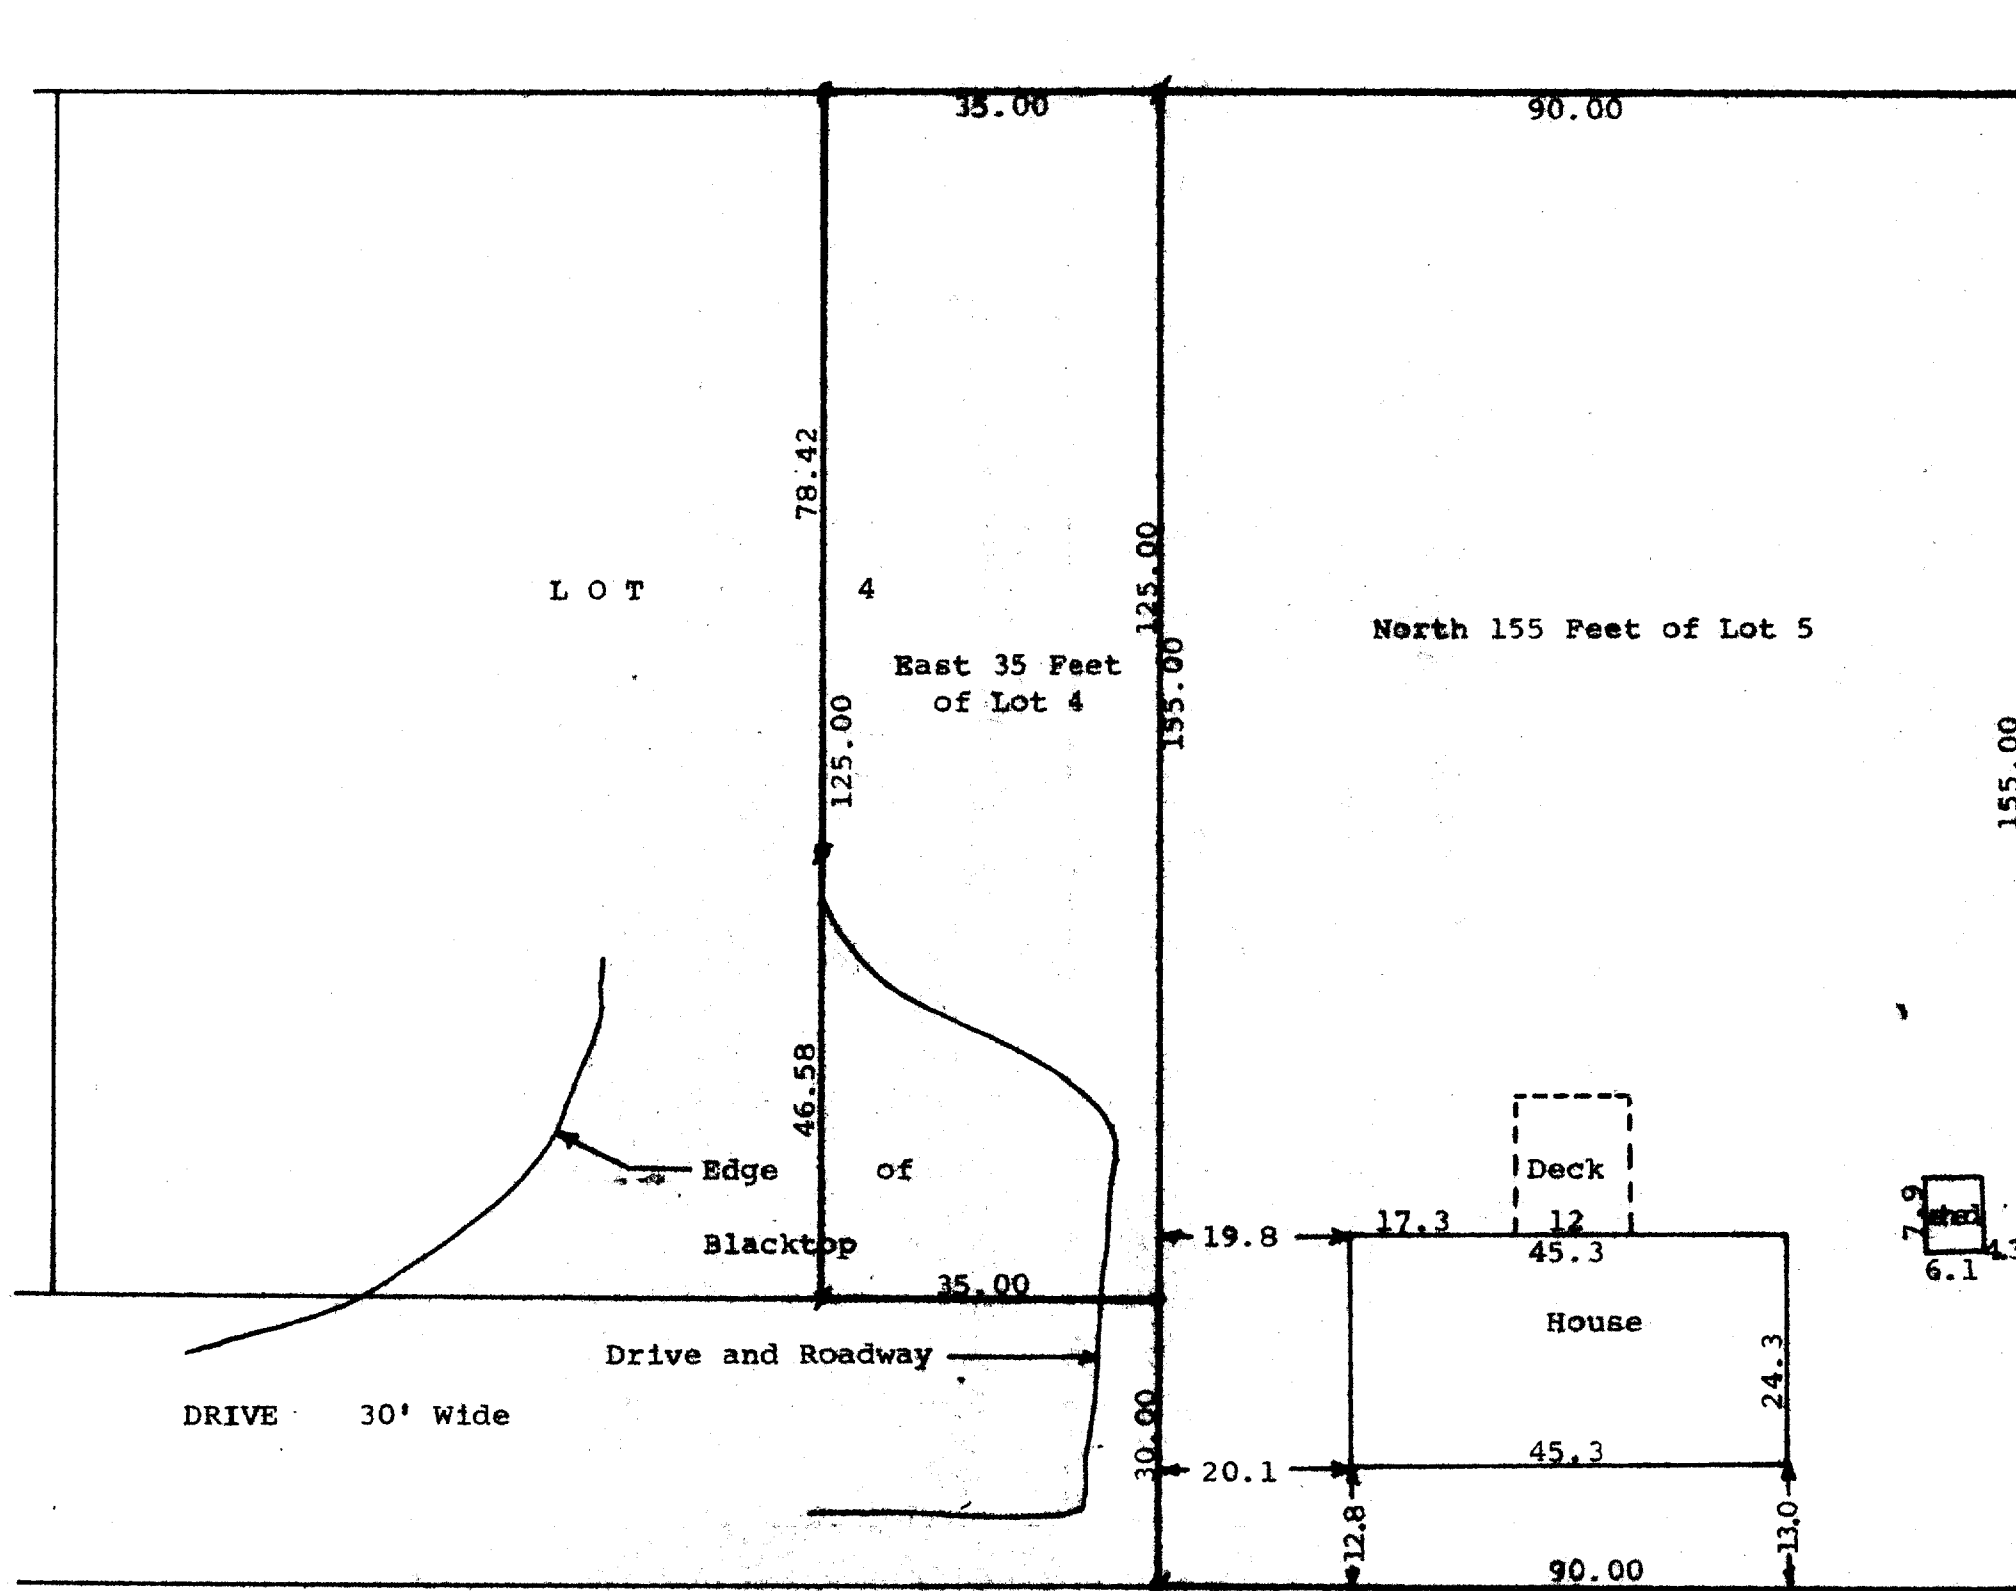 35.00
90.00
78.42
125.00
L O T 4
North 155 Feet of Lot 5
East 35 Feet
of Lot 4
155.00
125.00
155.00
46.58
Edge of
Blacktop
Deck
17.3
12
45.3
19.8
7.9
shed
4.3
6.1
35.00
House
Drive and Roadway
24.3
DRIVE 30' Wide
30.00
45.3
20.1
12.8
13.0
90.00